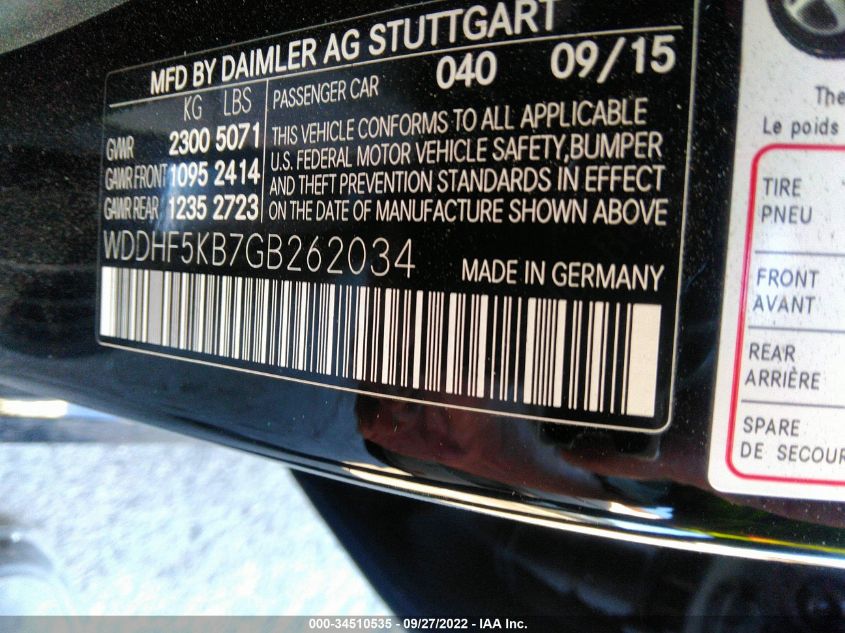 MFD BY DAIMLER AG STUTTGART
KG LBS
GVWR 2300 5071
GAWR FRONT 1095 2414
GAWR REAR 1235 2723
PASSENGER CAR 040 09/15
THIS VEHICLE CONFORMS TO ALL APPLICABLE
U.S. FEDERAL MOTOR VEHICLE SAFETY, BUMPER
AND THEFT PREVENTION STANDARDS IN EFFECT
ON THE DATE OF MANUFACTURE SHOWN ABOVE
WDDHF5KB7GB262034
MADE IN GERMANY
The
Le poids
TIRE
PNEU
FRONT
AVANT
REAR
ARRIÈRE
SPARE
DE SECOUR
000-34510535 - 09/27/2022 - IAA Inc.